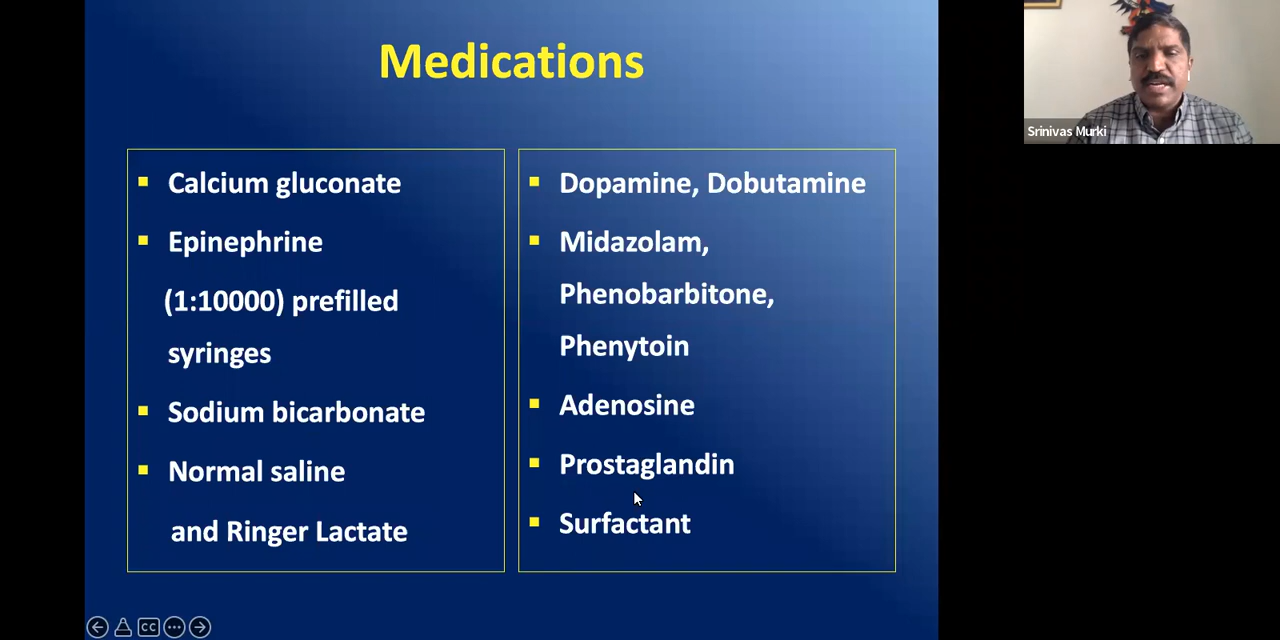 Medications
Calcium gluconate
Epinephrine
(1:10000) prefilled
syringes
Sodium bicarbonate
Normal saline
and Ringer Lactate
Dopamine, Dobutamine
Midazolam,
Phenobarbitone,
Phenytoin
Adenosine
Prostaglandin
Surfactant
Srinivas Murki
CC